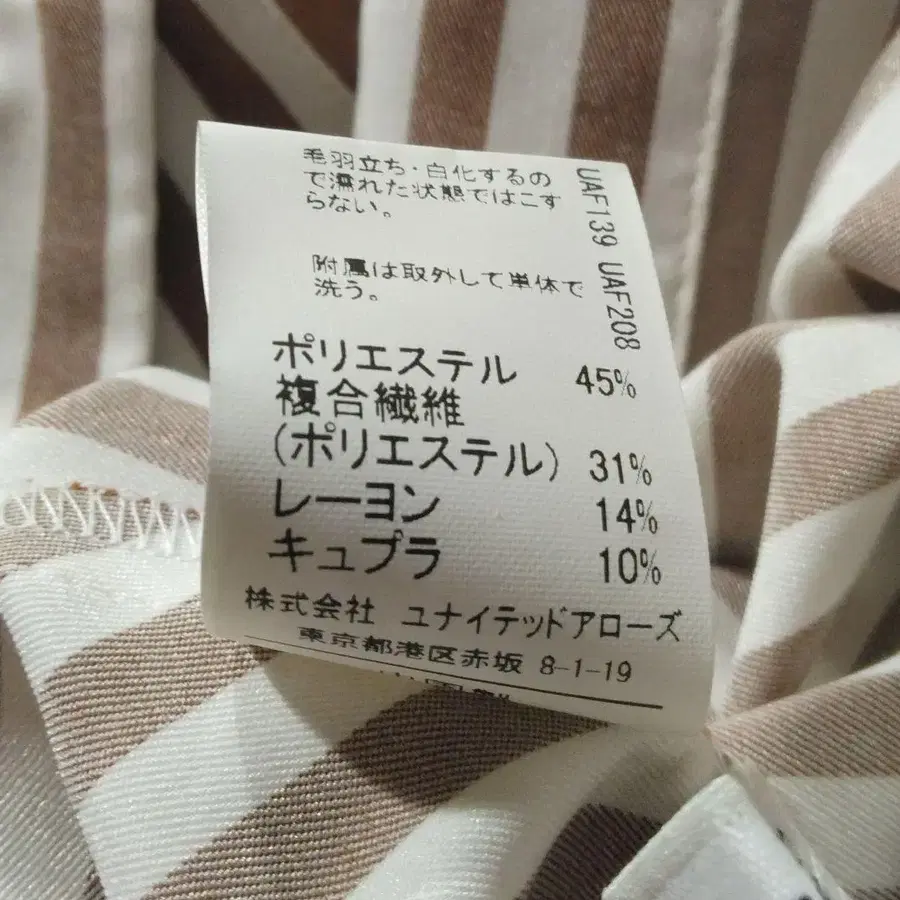 毛羽立ち・白化するの
で濡れた状態ではこす
らない。
附属は取外して単体で
洗う。
UAF139 UAF208
ポリエステル 45%
複合繊維
(ポリエステル) 31%
レーヨン 14%
キュプラ 10%
株式会社 ユナイテッドアローズ
東京都港区赤坂 8-1-19